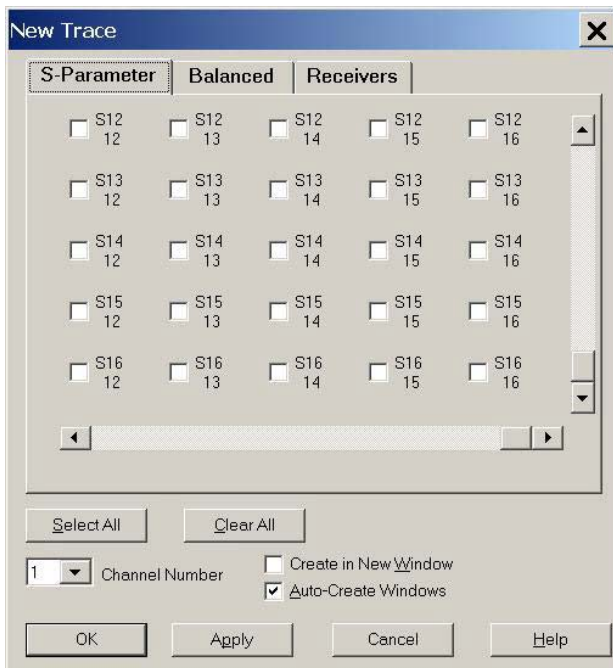 New Trace
S-Parameter Balanced Receivers
S12 S12 S12 S12 S12
12 13 14 15 16
S13 S13 S13 S13 S13
12 13 14 15 16
S14 S14 S14 S14 S14
12 13 14 15 16
S15 S15 S15 S15 S15
12 13 14 15 16
S16 S16 S16 S16 S16
12 13 14 15 16
Select All Clear All
1 Channel Number
Create in New Window
Auto-Create Windows
OK Apply Cancel Help